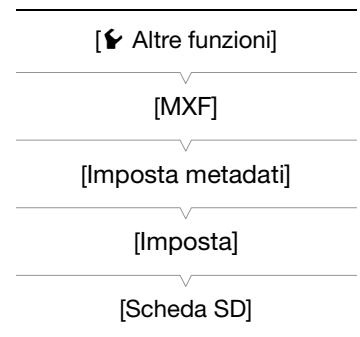 [ Altre funzioni]
[MXF]
[Imposta metadati]
[Imposta]
[Scheda SD]